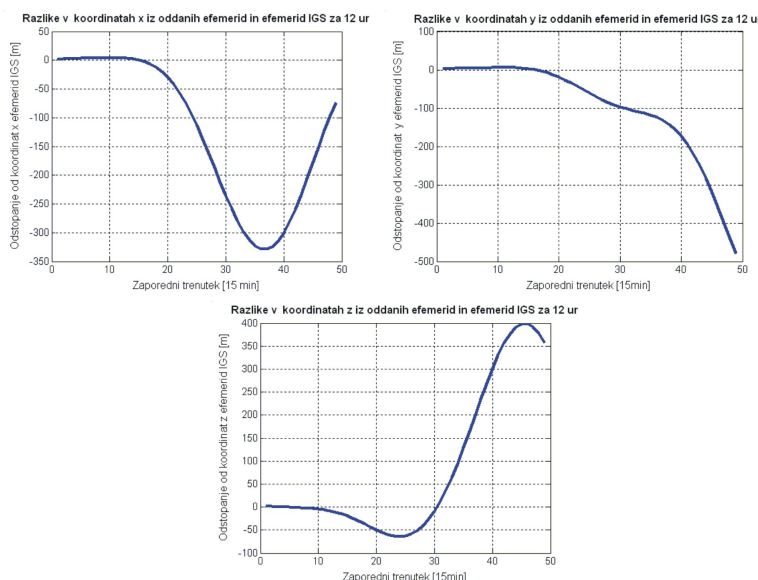 Razlike v koordinatah x iz oddanih efemerid in efemerid IGS za 12 ur
Odstopanje od koordinat x efemerid IGS [m]
50
0
-50
-100
-150
-200
-250
-300
-350
0 10 20 30 40 50
Zaporedni trenutek [15 min]
Razlike v koordinatah y iz oddanih efemerid in efemerid IGS za 12 u
Odstopanje od koordinat y efemerid IGS [m]
100
0
-100
-200
-300
-400
-500
0 10 20 30 40 50
Zaporedni trenutek [15min]
Razlike v koordinatah z iz oddanih efemerid in efemerid IGS za 12 ur
Odstopanje od koordinat z efemerid IGS [m]
400
350
300
250
200
150
100
50
0
-50
-100
0 10 20 30 40 50
Zaporedni trenutek [15min]